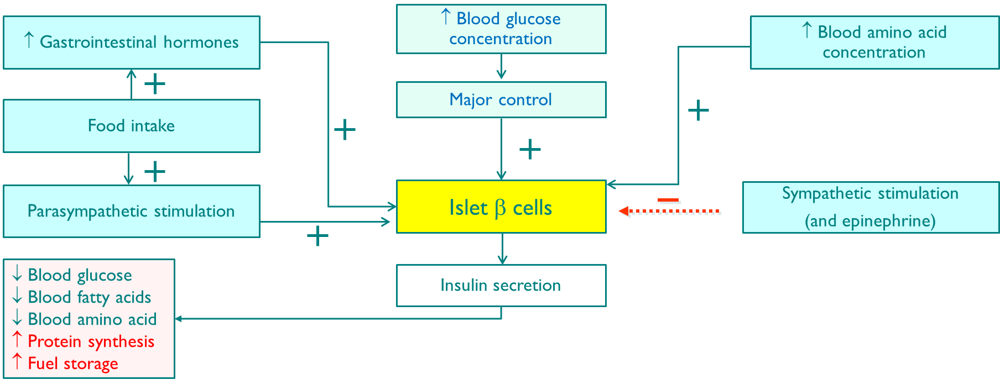 ↑ Gastrointestinal hormones
+
Food intake
+
Parasympathetic stimulation
+
+
↑ Blood glucose
concentration
Major control
+
Islet β cells
Insulin secretion
↑ Blood amino acid
concentration
+
−
Sympathetic stimulation
(and epinephrine)
↓ Blood glucose
↓ Blood fatty acids
↓ Blood amino acid
↑ Protein synthesis
↑ Fuel storage